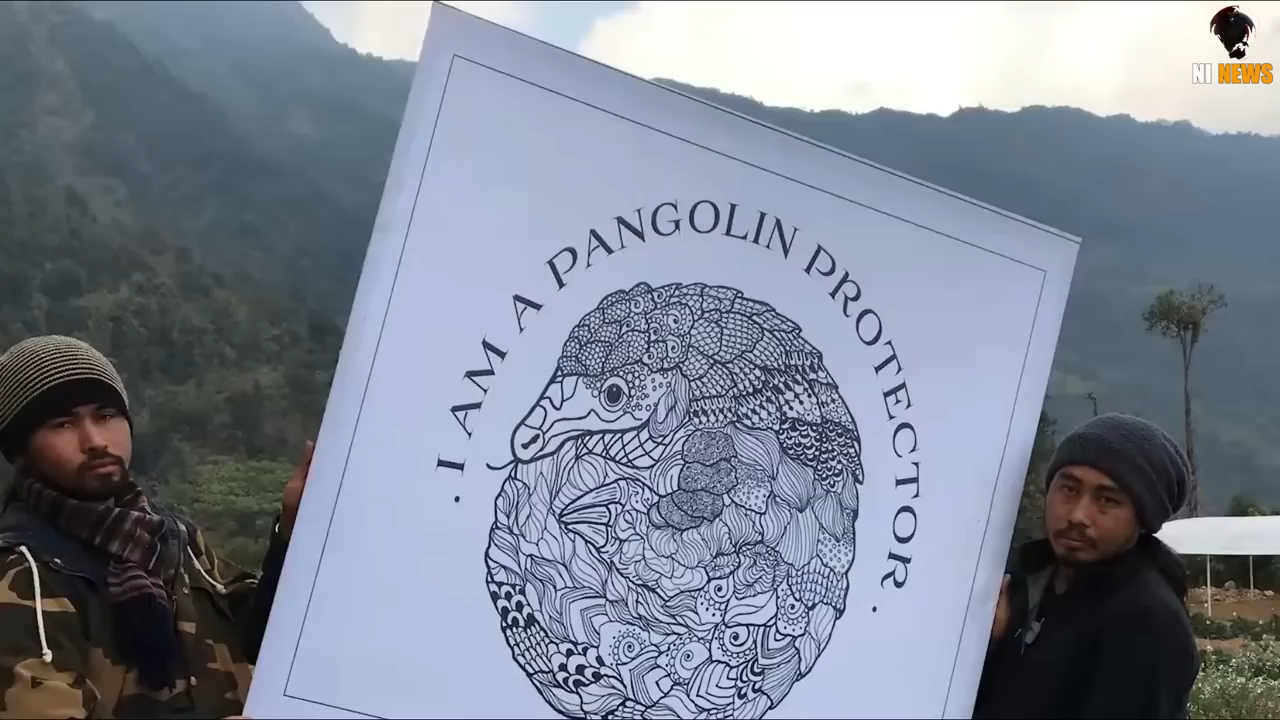 NI NEWS
. I AM A PANGOLIN PROTECTOR .